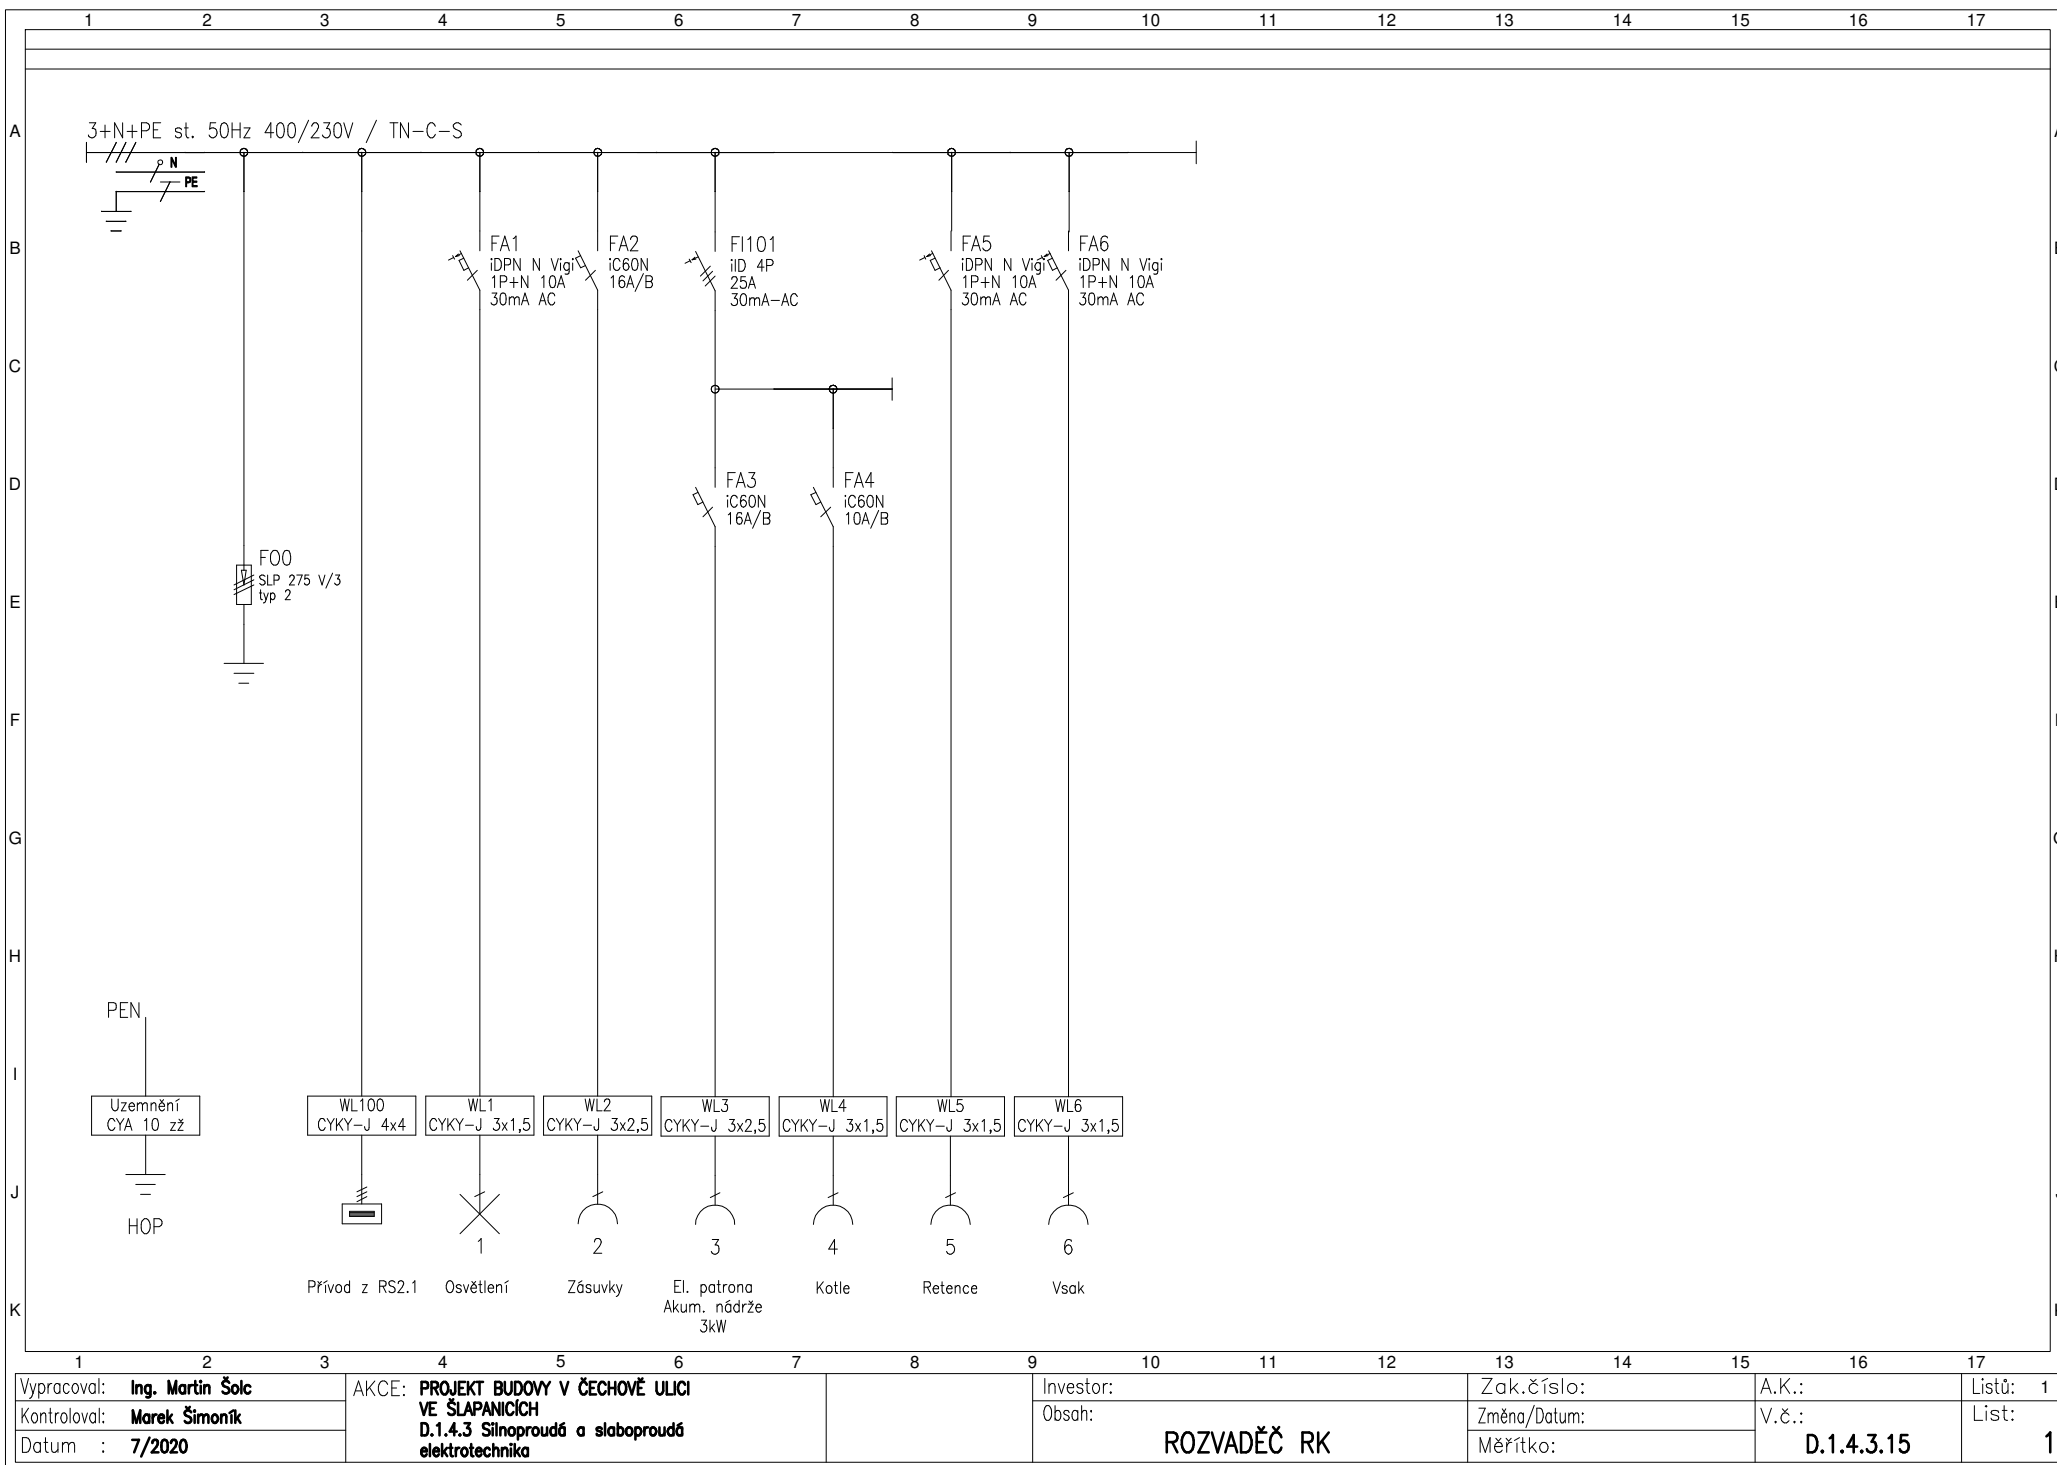 1 2 3 4 5 6 7 8 9 10 11 12 13 14 15 16 17
A
3+N+PE st. 50Hz 400/230V / TN-C-S
N
PE
B
FA1
iDPN N Vigi
1P+N 10A
30mA AC
FA2
iC60N
16A/B
FI101
iID 4P
25A
30mA-AC
FA5
iDPN N Vigi
1P+N 10A
30mA AC
FA6
iDPN N Vigi
1P+N 10A
30mA AC
C
D
FA3
iC60N
16A/B
FA4
iC60N
10A/B
F00
SLP 275 V/3
typ 2
E
F
G
H
PEN
I
Uzemnění
CYA 10 zž
WL100
CYKY-J 4x4
WL1
CYKY-J 3x1,5
WL2
CYKY-J 3x2,5
WL3
CYKY-J 3x2,5
WL4
CYKY-J 3x1,5
WL5
CYKY-J 3x1,5
WL6
CYKY-J 3x1,5
J
HOP
1 2 3 4 5 6
Přívod z RS2.1
Osvětlení
Zásuvky
El. patrona
Akum. nádrže
3kW
Kotle
Retence
Vsak
K
1 2 3 4 5 6 7 8 9 10 11 12 13 14 15 16 17
Vypracoval: Ing. Martin Šolc
Kontroloval: Marek Šimoník
Datum : 7/2020
AKCE: PROJEKT BUDOVY V ČECHOVĚ ULICI
VE ŠLAPANICÍCH
D.1.4.3 Silnoproudá a slaboproudá
elektrotechnika
Investor:
Obsah:
ROZVADĚČ RK
Zak.číslo:
Změna/Datum:
Měřítko:
A.K.:
V.č.:
D.1.4.3.15
Listů: 1
List:
1